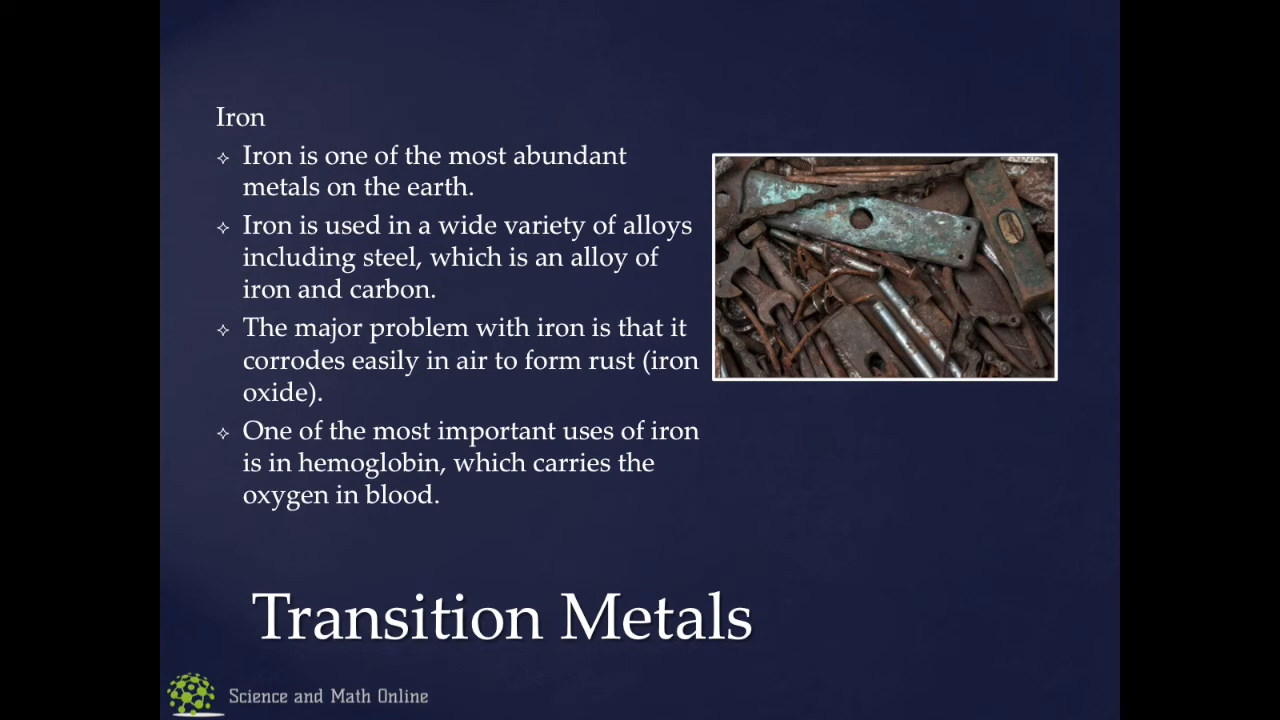 Iron
Iron is one of the most abundant
metals on the earth.
Iron is used in a wide variety of alloys
including steel, which is an alloy of
iron and carbon.
The major problem with iron is that it
corrodes easily in air to form rust (iron
oxide).
One of the most important uses of iron
is in hemoglobin, which carries the
oxygen in blood.
Transition Metals
Science and Math Online